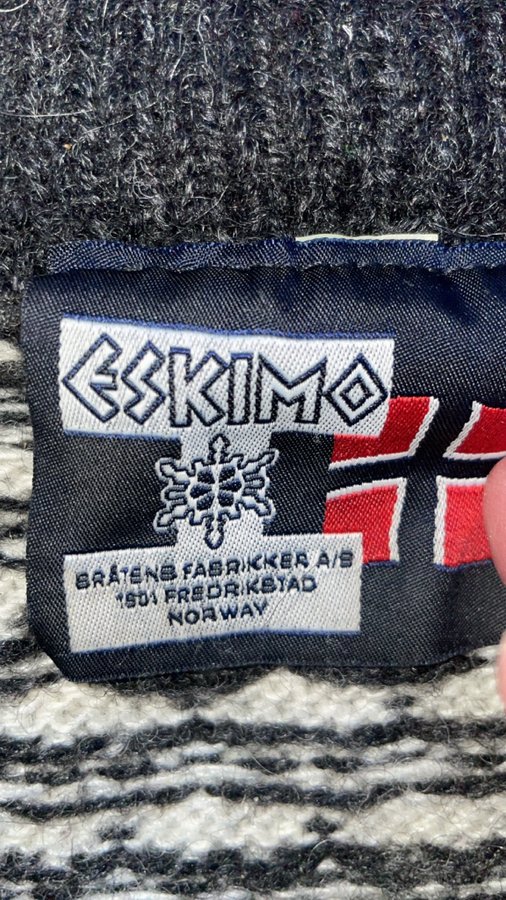 ESKIMO
BRÅTENS FABRIKKER A/S
1601 FREDRIKSTAD
NORWAY